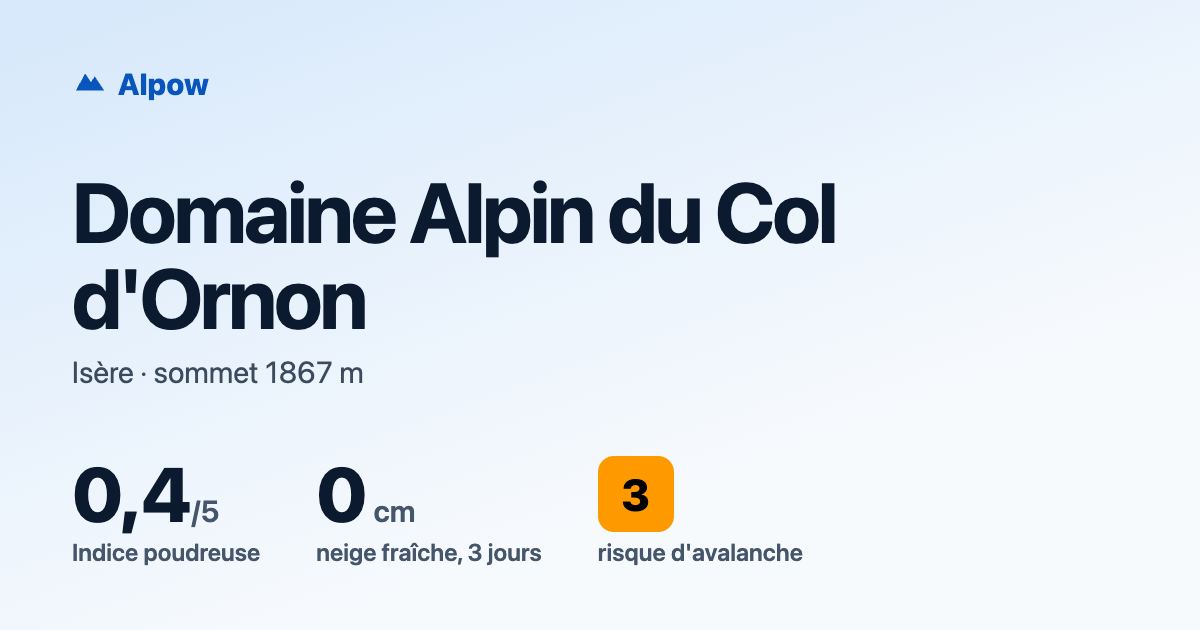 Alpow
Domaine Alpin du Col
d'Ornon
Isère · sommet 1867 m
0,4/5
0 cm
3
Indice poudreuse
neige fraîche, 3 jours
risque d'avalanche